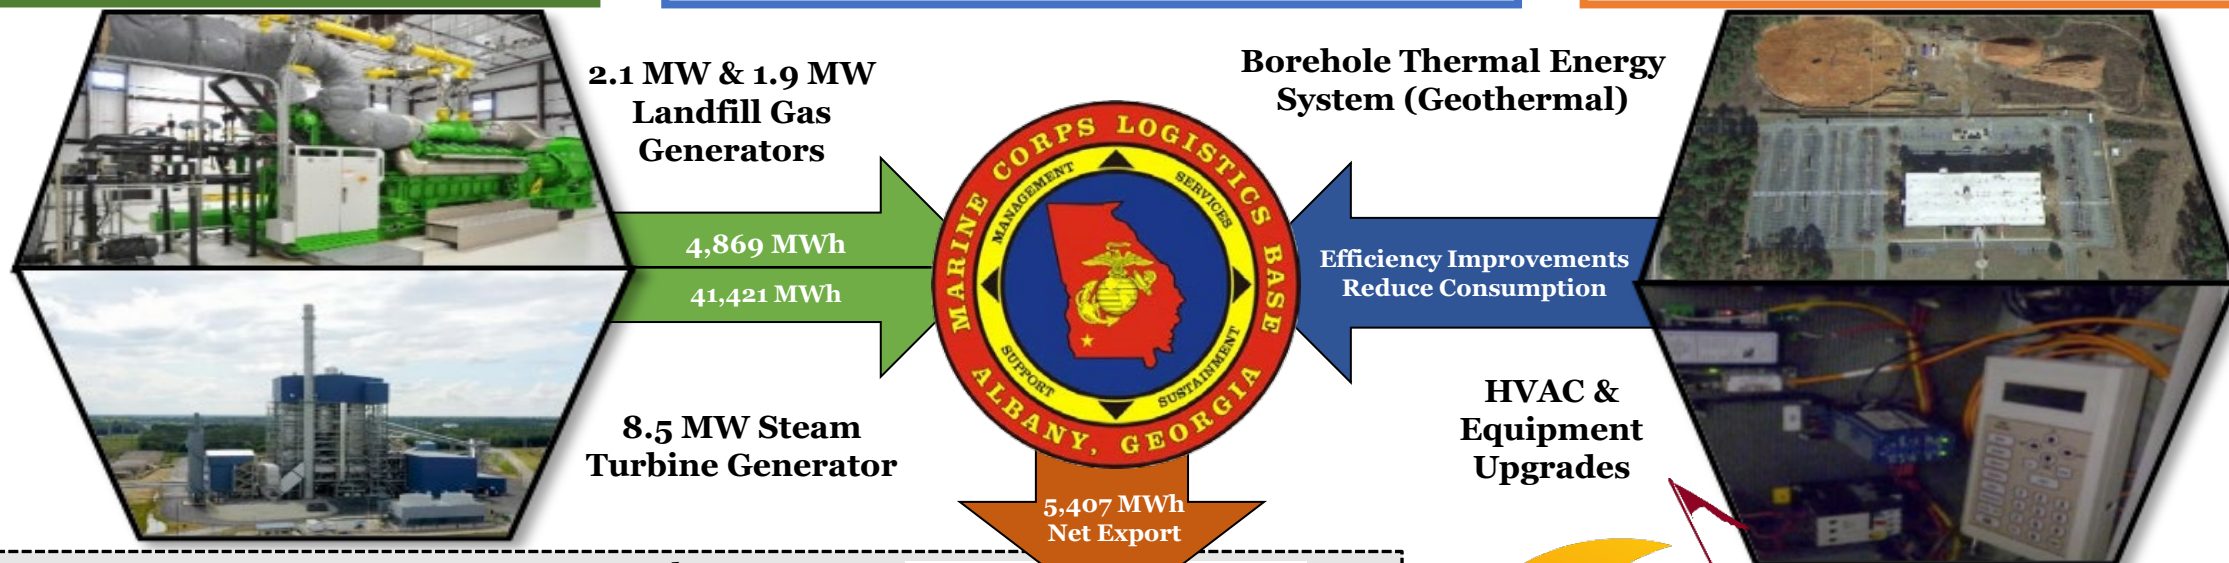 2.1 MW & 1.9 MW
Landfill Gas
Generators
4,869 MWh
41,421 MWh
8.5 MW Steam
Turbine Generator
MARINE CORPS LOGISTICS BASE
ALBANY, GEORGIA
MANAGEMENT
SERVICES
SUPPORT
SUSTAINMENT
5,407 MWh
Net Export
Borehole Thermal Energy
System (Geothermal)
Efficiency Improvements
Reduce Consumption
HVAC &
Equipment
Upgrades